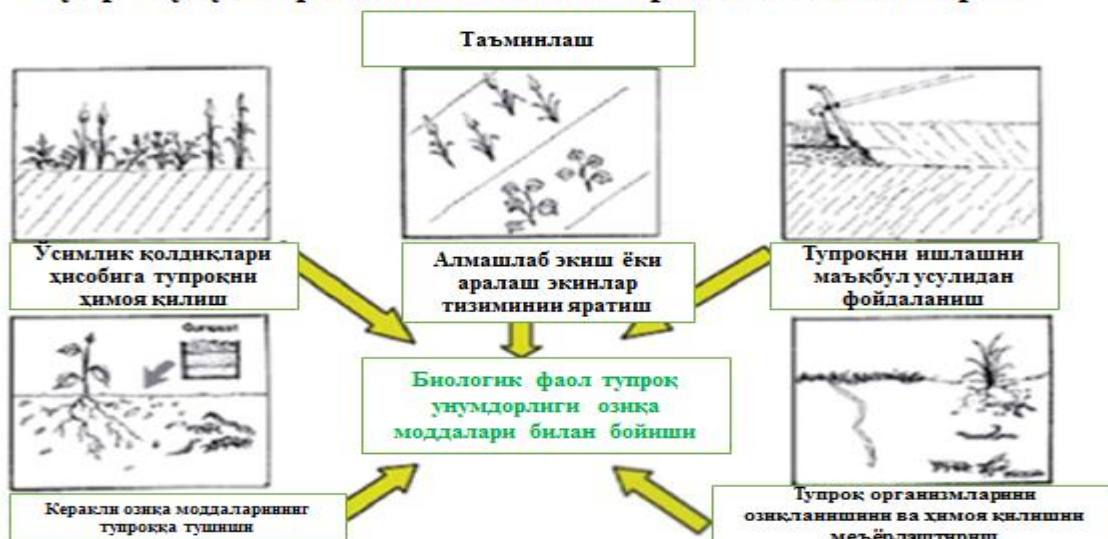 Таъминлаш
Ўсимлик қолдиқлари
ҳисобига тупроқни
ҳимоя қилиш
Алмашлаб экиш ёки
аралаш экинлар
тизиминии яратиш
Тупроқни ишлашни
маъқбул усулидан
фойдаланиш
Биологик фаол тупроқ
унумдорлиги озиқа
моддалари билан бойиши
Керакли озиқа моддаларининг
тупроққа тушиши
Тупроқ организмларини
озиқланишини ва ҳимоя қилишни
меъёрлаштириш